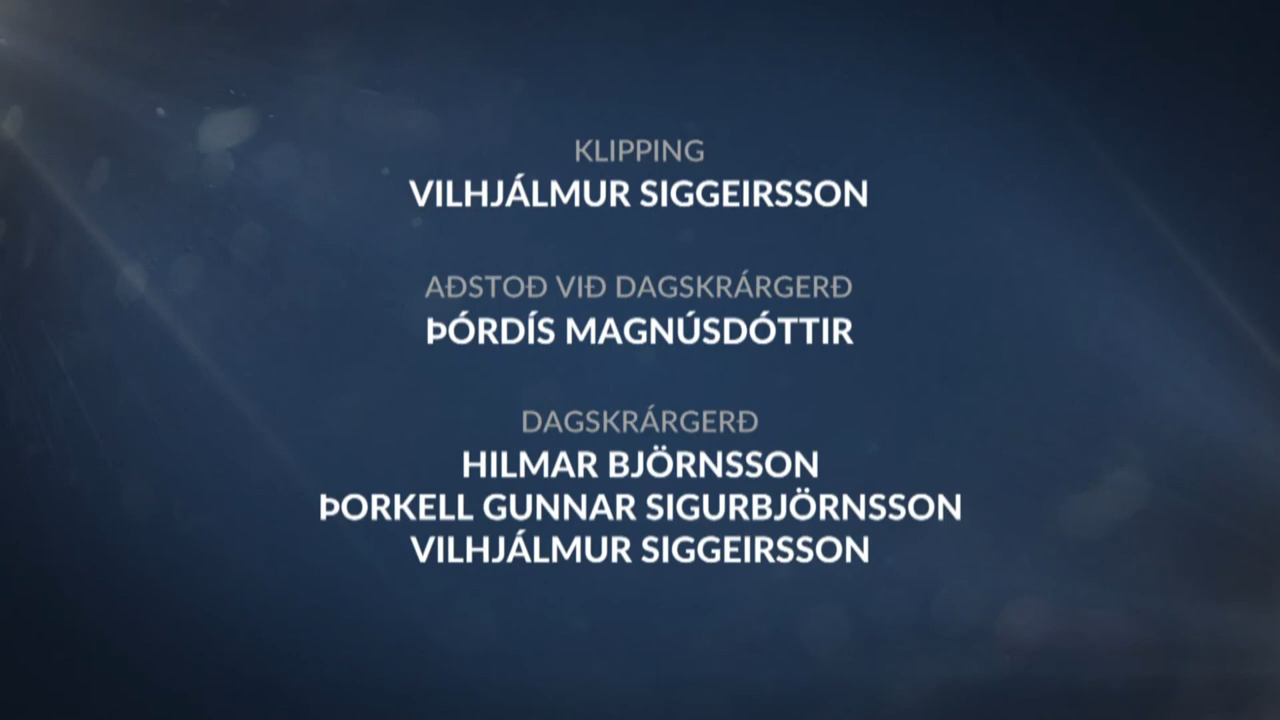 KLIPPING
VILHJÁLMUR SIGGEIRSSON
AÐSTOÐ VIÐ DAGSKRÁRGERÐ
ÞÓRDÍS MAGNÚSDÓTTIR
DAGSKRÁRGERÐ
HILMAR BJÖRNSSON
ÞORKELL GUNNAR SIGURBJÖRNSSON
VILHJÁLMUR SIGGEIRSSON